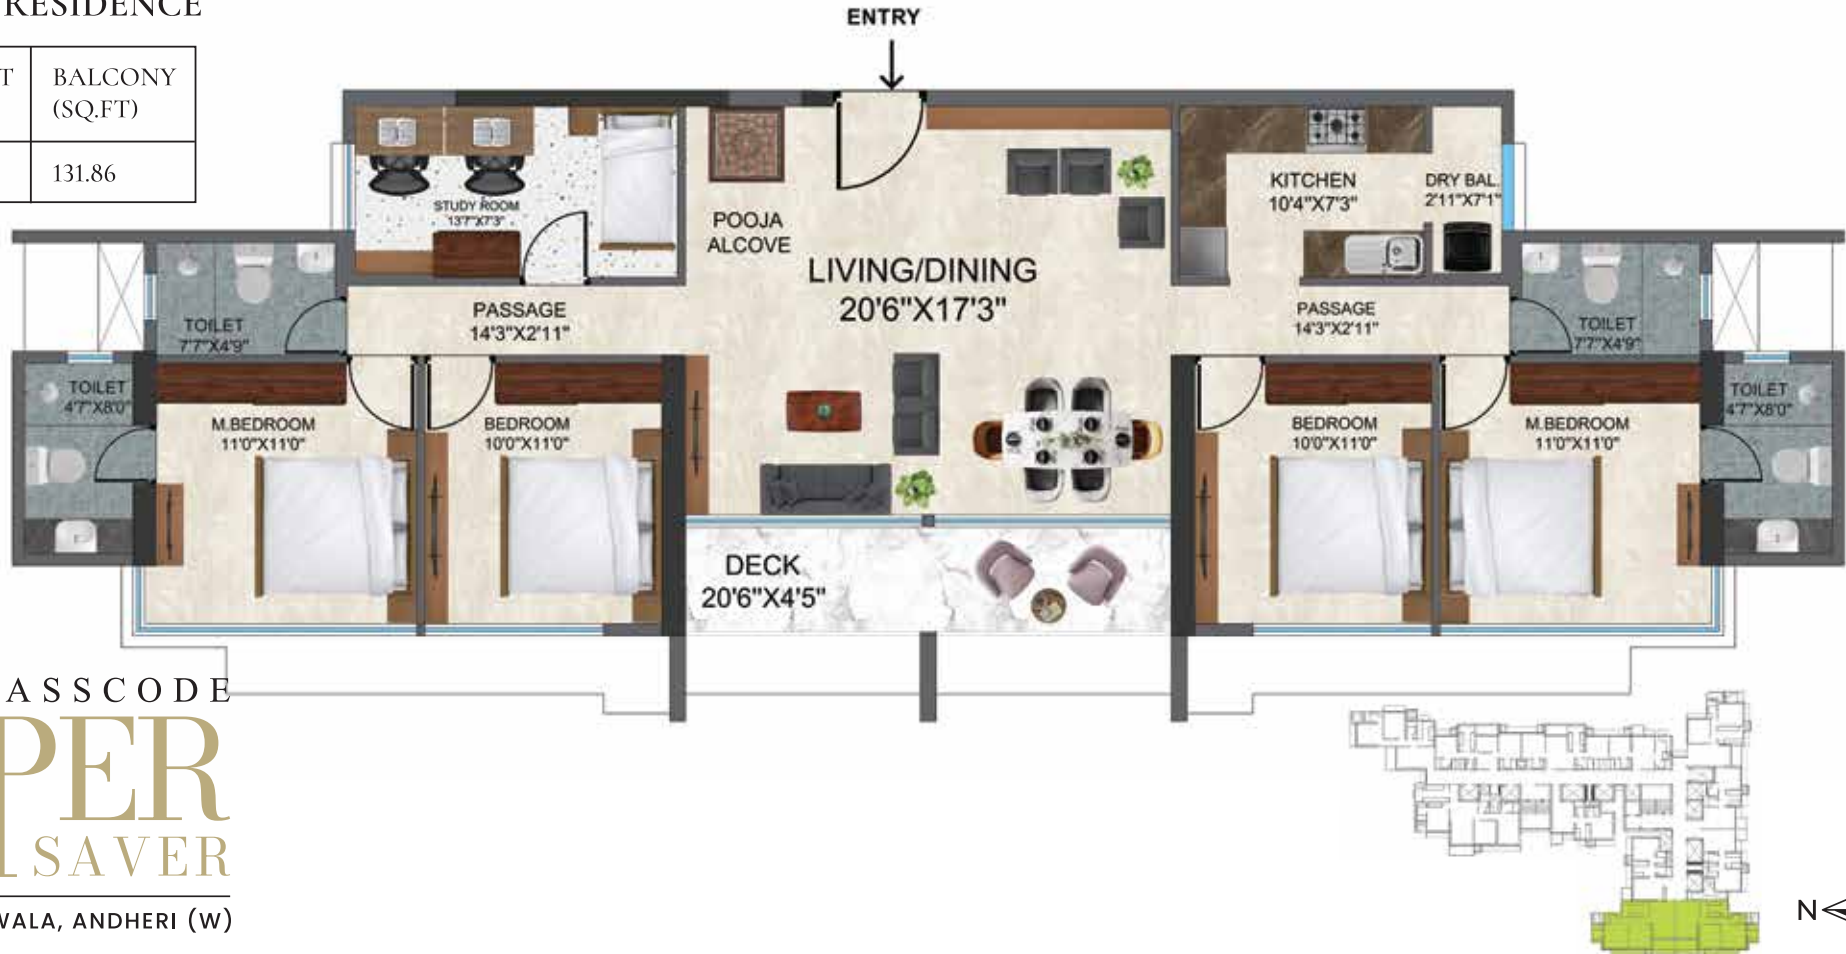 RESIDENCE
T
BALCONY
(SQ.FT)
131.86
ENTRY
STUDY ROOM
13'7"X7'3"
POOJA
ALCOVE
LIVING/DINING
20'6"X17'3"
KITCHEN
10'4"X7'3"
DRY BAL.
2'11"X7'1"
TOILET
7'7"X4'9"
PASSAGE
14'3"X2'11"
PASSAGE
14'3"X2'11"
TOILET
7'7"X4'9"
TOILET
4'7"X8'0"
M.BEDROOM
11'0"X11'0"
BEDROOM
10'0"X11'0"
BEDROOM
10'0"X11'0"
M.BEDROOM
11'0"X11'0"
TOILET
4'7"X8'0"
DECK
20'6"X4'5"
ASSCODE
PER
SAVER
WALA, ANDHERI (W)
N